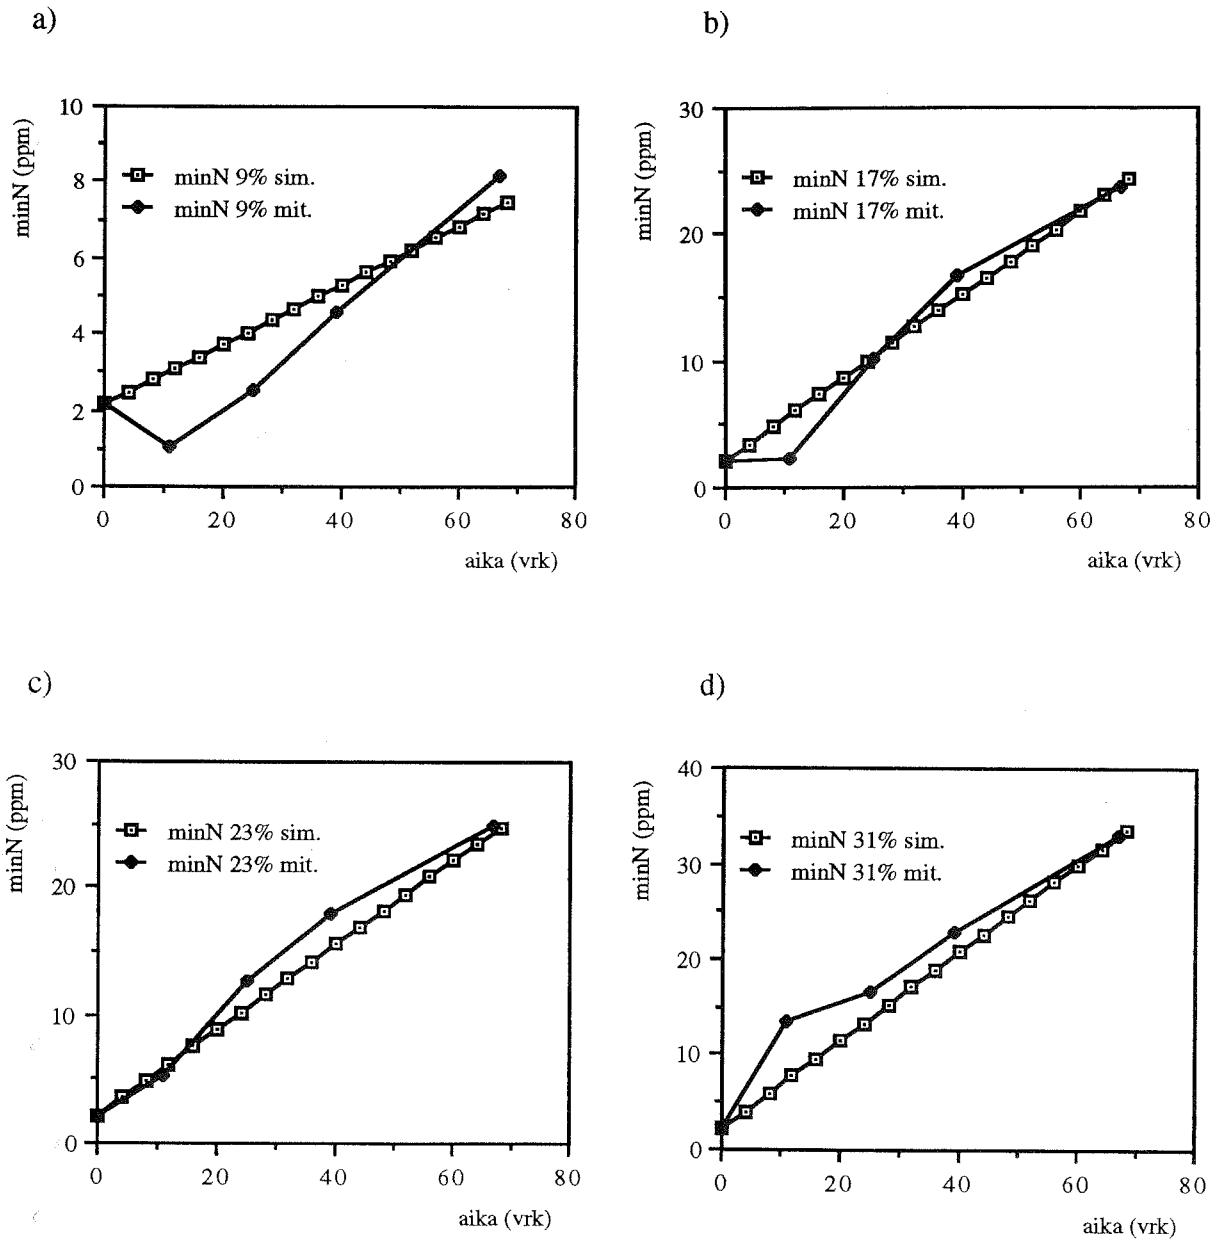 a)
minN (ppm)
10
8
6
4
2
0
minN 9% sim.
minN 9% mit.
0 20 40 60 80
aika (vrk)
b)
minN (ppm)
30
20
10
0
minN 17% sim.
minN 17% mit.
0 20 40 60 80
aika (vrk)
c)
minN (ppm)
30
20
10
0
minN 23% sim.
minN 23% mit.
0 20 40 60 80
aika (vrk)
d)
minN (ppm)
40
30
20
10
0
minN 31% sim.
minN 31% mit.
0 20 40 60 80
aika (vrk)